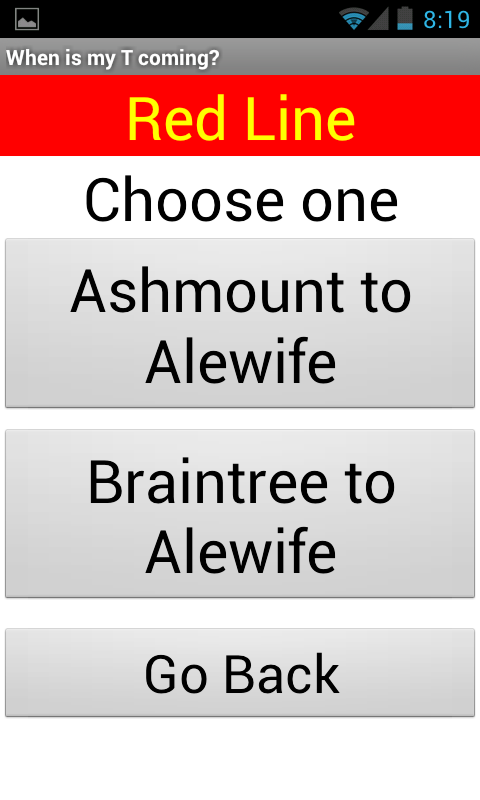 8:19
When is my T coming?
Red Line
Choose one
Ashmount to
Alewife
Braintree to
Alewife
Go Back